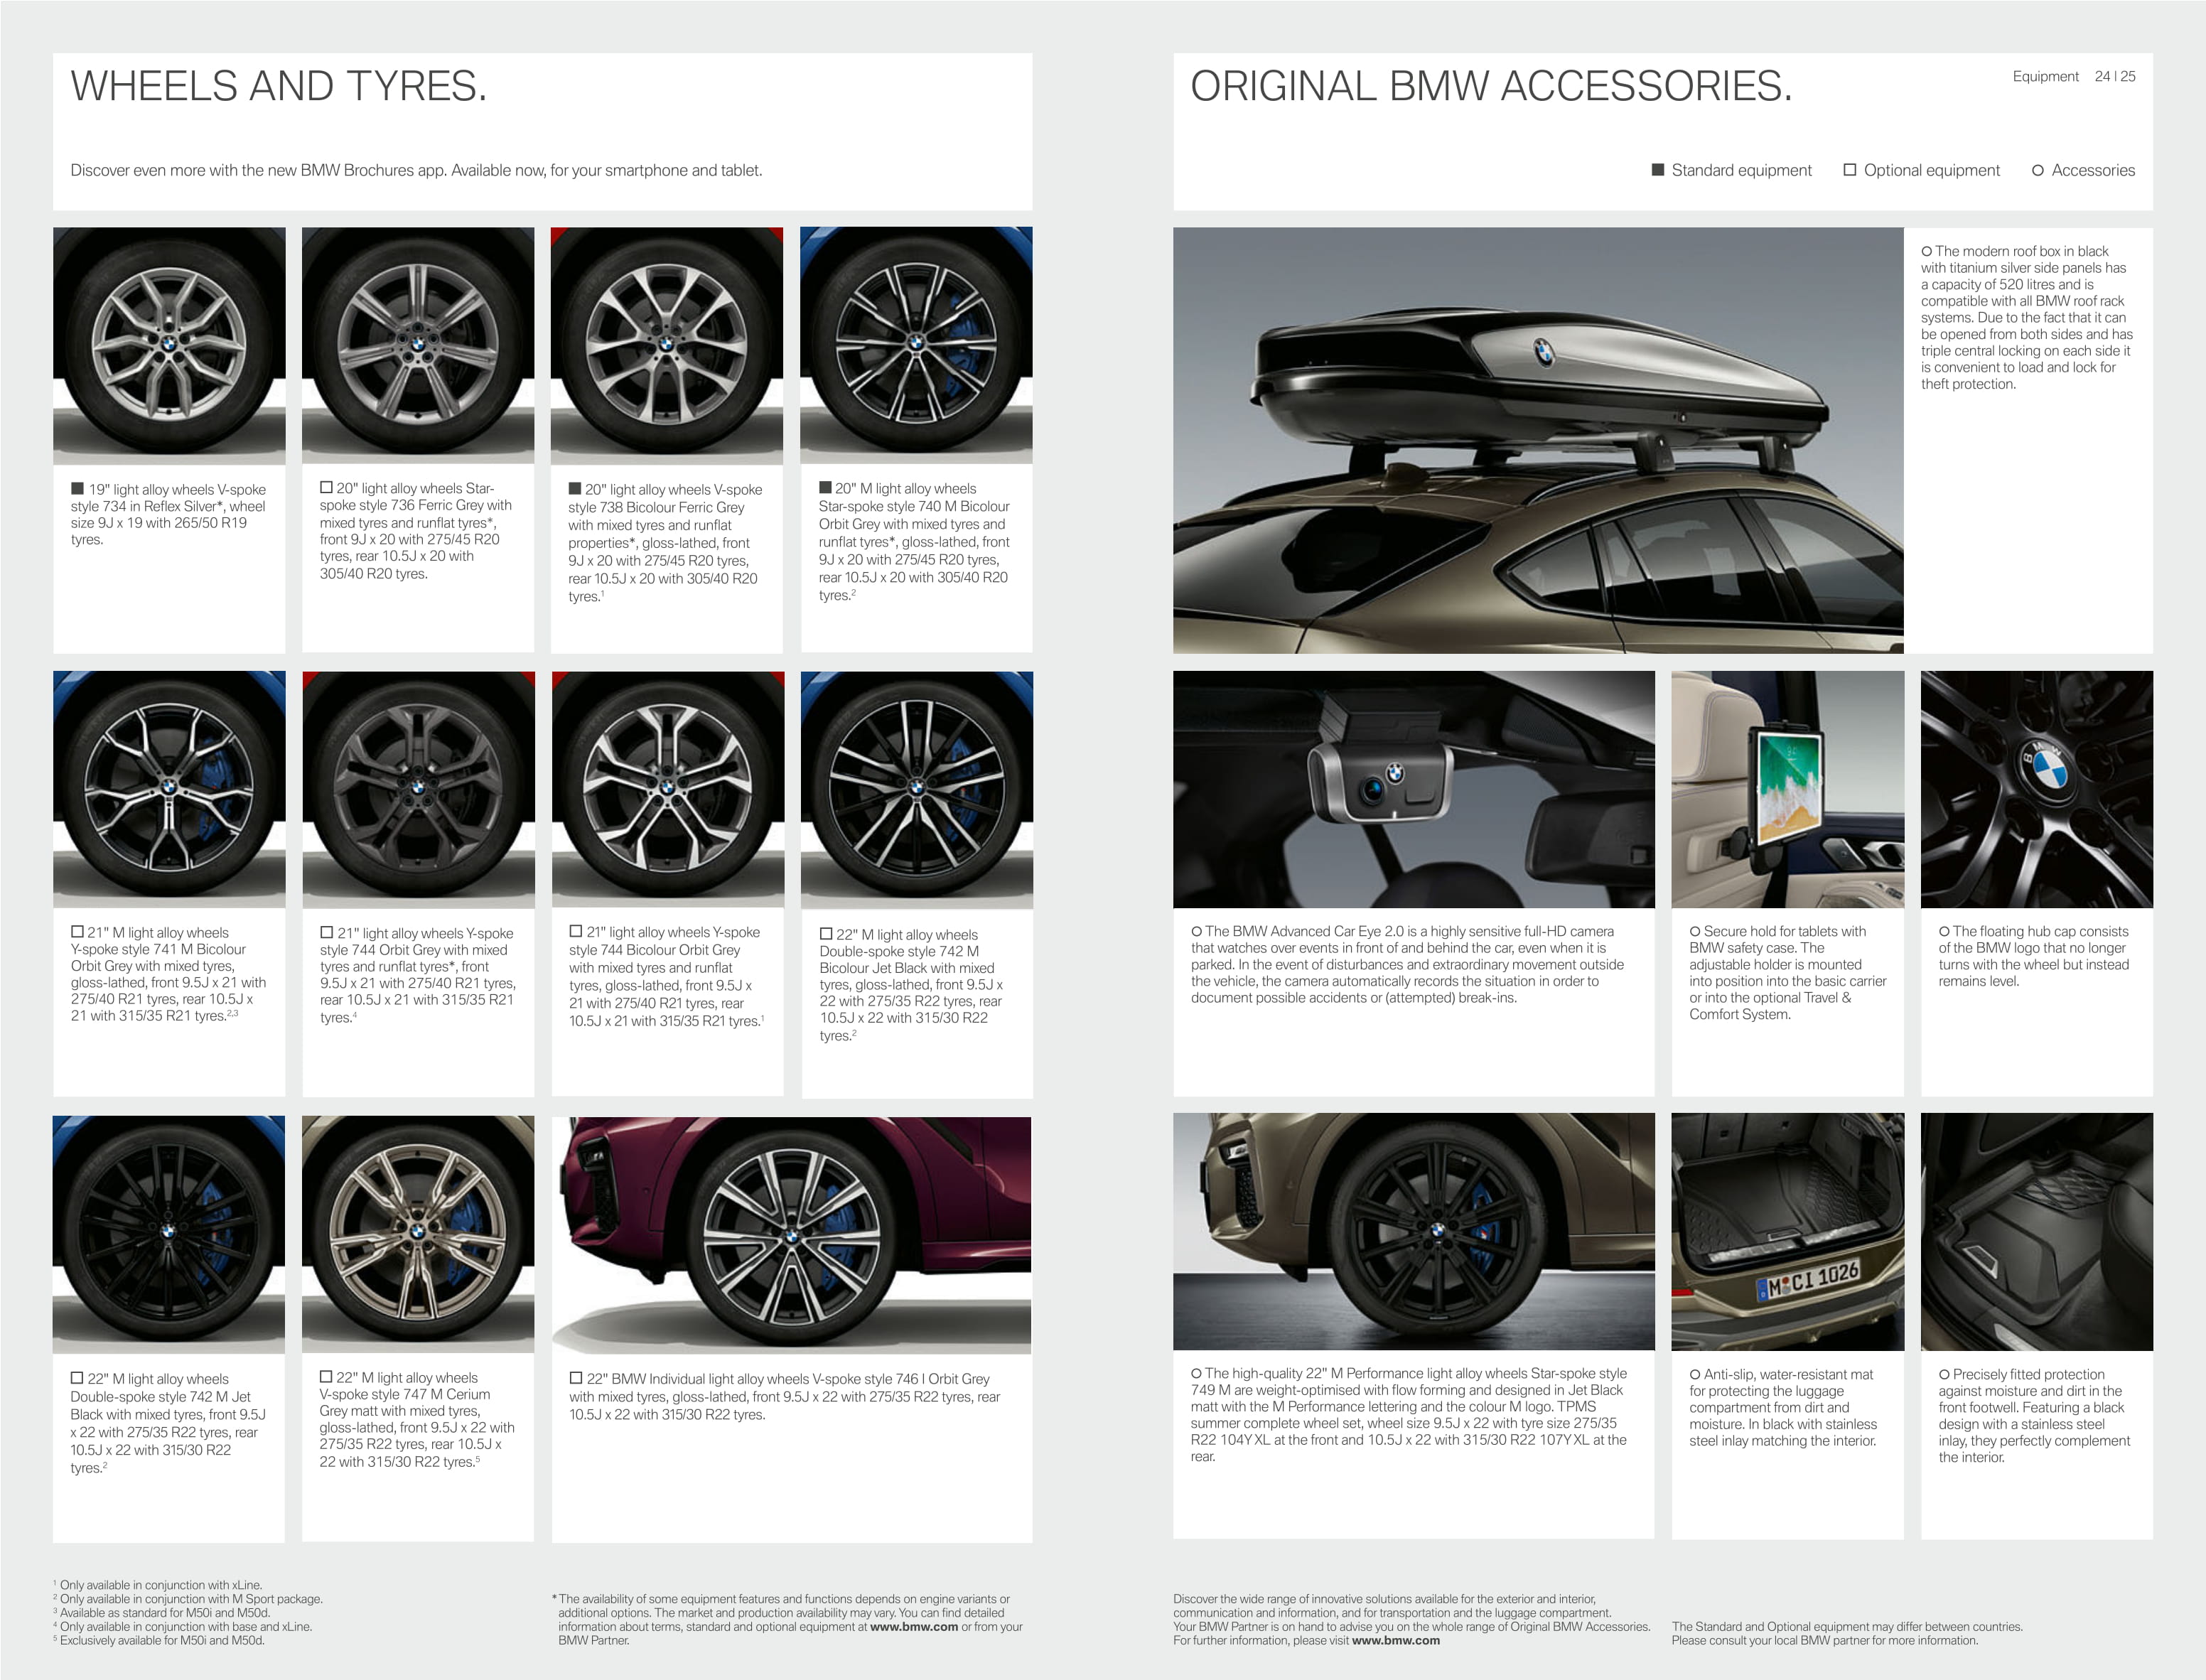 WHEELS AND TYRES.
Discover even more with the new BMW Brochures app. Available now, for your smartphone and tablet.
■ 19" light alloy wheels V-spoke
style 734 in Reflex Silver*, wheel
size 9J x 19 with 265/50 R19
tyres.
□ 20" light alloy wheels Star-
spoke style 736 Ferric Grey with
mixed tyres and runflat tyres*,
front 9J x 20 with 275/45 R20
tyres, rear 10.5J x 20 with
305/40 R20 tyres.
■ 20" light alloy wheels V-spoke
style 738 Bicolour Ferric Grey
with mixed tyres and runflat
properties*, gloss-lathed, front
9J x 20 with 275/45 R20 tyres,
rear 10.5J x 20 with 305/40 R20
tyres.¹
■ 20" M light alloy wheels
Star-spoke style 740 M Bicolour
Orbit Grey with mixed tyres and
runflat tyres*, gloss-lathed, front
9J x 20 with 275/45 R20 tyres,
rear 10.5J x 20 with 305/40 R20
tyres.²
□ 21" M light alloy wheels
Y-spoke style 741 M Bicolour
Orbit Grey with mixed tyres,
gloss-lathed, front 9.5J x 21 with
275/40 R21 tyres, rear 10.5J x
21 with 315/35 R21 tyres.²,³
□ 21" light alloy wheels Y-spoke
style 744 Orbit Grey with mixed
tyres and runflat tyres*, front
9.5J x 21 with 275/40 R21 tyres,
rear 10.5J x 21 with 315/35 R21
tyres.⁴
□ 21" light alloy wheels Y-spoke
style 744 Bicolour Orbit Grey
with mixed tyres and runflat
tyres, gloss-lathed, front 9.5J x
21 with 275/40 R21 tyres, rear
10.5J x 21 with 315/35 R21 tyres.¹
□ 22" M light alloy wheels
Double-spoke style 742 M
Bicolour Jet Black with mixed
tyres, gloss-lathed, front 9.5J x
22 with 275/35 R22 tyres, rear
10.5J x 22 with 315/30 R22
tyres.²
□ 22" M light alloy wheels
Double-spoke style 742 M Jet
Black with mixed tyres, front 9.5J
x 22 with 275/35 R22 tyres, rear
10.5J x 22 with 315/30 R22
tyres.²
□ 22" M light alloy wheels
V-spoke style 747 M Cerium
Grey matt with mixed tyres,
gloss-lathed, front 9.5J x 22 with
275/35 R22 tyres, rear 10.5J x
22 with 315/30 R22 tyres.⁵
□ 22" BMW Individual light alloy wheels V-spoke style 746 I Orbit Grey
with mixed tyres, gloss-lathed, front 9.5J x 22 with 275/35 R22 tyres, rear
10.5J x 22 with 315/30 R22 tyres.
¹ Only available in conjunction with xLine.
² Only available in conjunction with M Sport package.
³ Available as standard for M50i and M50d.
⁴ Only available in conjunction with base and xLine.
⁵ Exclusively available for M50i and M50d.
* The availability of some equipment features and functions depends on engine variants or
additional options. The market and production availability may vary. You can find detailed
information about terms, standard and optional equipment at www.bmw.com or from your
BMW Partner.
ORIGINAL BMW ACCESSORIES.
Equipment 24 | 25
■ Standard equipment □ Optional equipment ○ Accessories
○ The modern roof box in black
with titanium silver side panels has
a capacity of 520 litres and is
compatible with all BMW roof rack
systems. Due to the fact that it can
be opened from both sides and has
triple central locking on each side it
is convenient to load and lock for
theft protection.
BMW
○ The BMW Advanced Car Eye 2.0 is a highly sensitive full-HD camera
that watches over events in front of and behind the car, even when it is
parked. In the event of disturbances and extraordinary movement outside
the vehicle, the camera automatically records the situation in order to
document possible accidents or (attempted) break-ins.
○ Secure hold for tablets with
BMW safety case. The
adjustable holder is mounted
into position into the basic carrier
or into the optional Travel &
Comfort System.
○ The floating hub cap consists
of the BMW logo that no longer
turns with the wheel but instead
remains level.
M CI 1026
○ The high-quality 22" M Performance light alloy wheels Star-spoke style
749 M are weight-optimised with flow forming and designed in Jet Black
matt with the M Performance lettering and the colour M logo. TPMS
summer complete wheel set, wheel size 9.5J x 22 with tyre size 275/35
R22 104Y XL at the front and 10.5J x 22 with 315/30 R22 107Y XL at the
rear.
○ Anti-slip, water-resistant mat
for protecting the luggage
compartment from dirt and
moisture. In black with stainless
steel inlay matching the interior.
○ Precisely fitted protection
against moisture and dirt in the
front footwell. Featuring a black
design with a stainless steel
inlay, they perfectly complement
the interior.
Discover the wide range of innovative solutions available for the exterior and interior,
communication and information, and for transportation and the luggage compartment.
Your BMW Partner is on hand to advise you on the whole range of Original BMW Accessories.
For further information, please visit www.bmw.com
The Standard and Optional equipment may differ between countries.
Please consult your local BMW partner for more information.